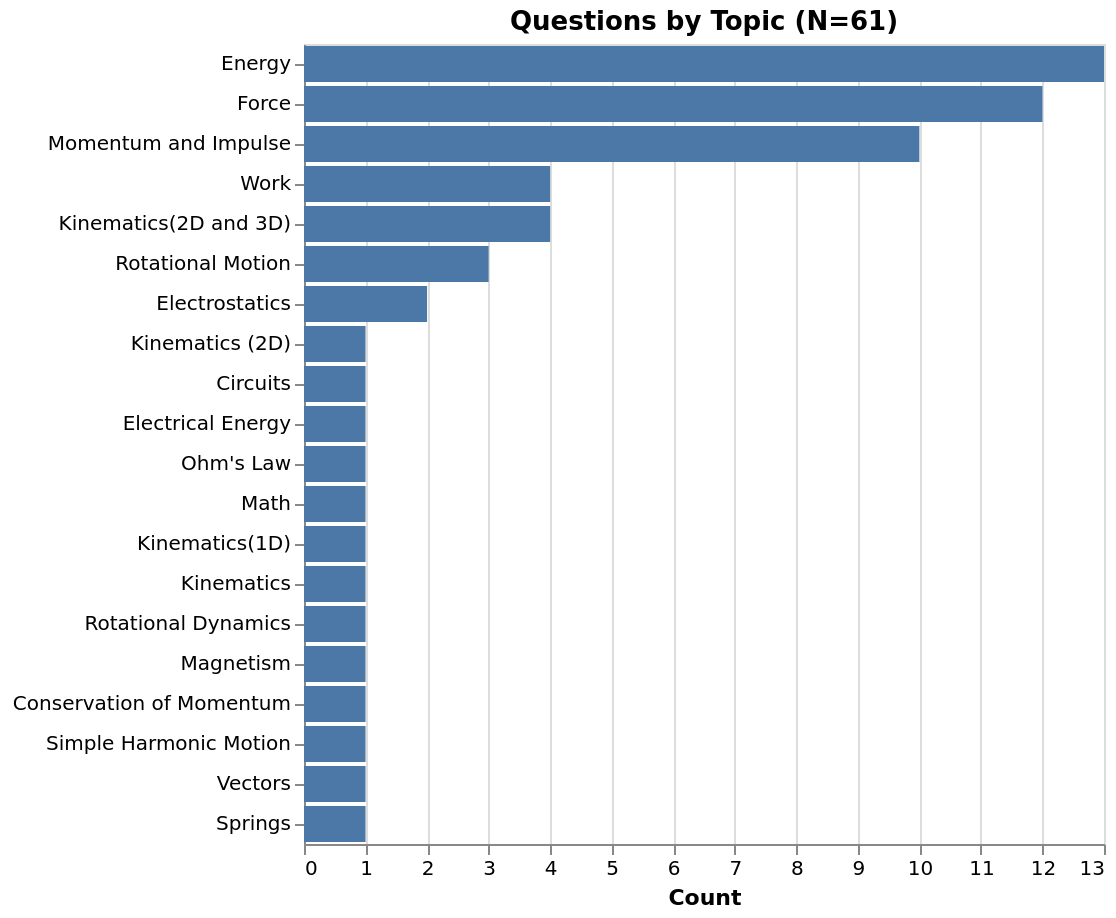 Questions by Topic (N=61)
Energy
Force
Momentum and Impulse
Work
Kinematics(2D and 3D)
Rotational Motion
Electrostatics
Kinematics (2D)
Circuits
Electrical Energy
Ohm's Law
Math
Kinematics(1D)
Kinematics
Rotational Dynamics
Magnetism
Conservation of Momentum
Simple Harmonic Motion
Vectors
Springs
0 1 2 3 4 5 6 7 8 9 10 11 12 13
Count